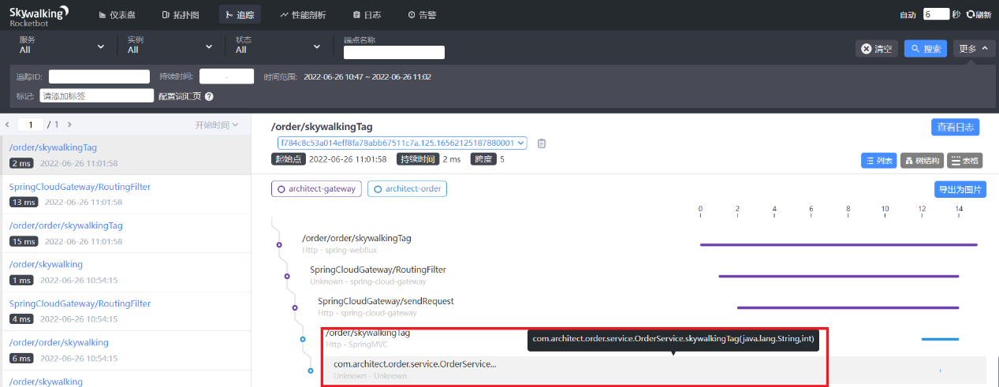 Skywalking
Rocketbot
仪表盘 拓扑图 追踪 性能剖析 日志 告警
自动 6 秒 刷新
服务 实例 状态 端点名称
All All All
清空 搜索 更多
追踪ID: 持续时间: - 时间范围: 2022-06-26 10:47 ~ 2022-06-26 11:02
标记: 请添加标签 配置词汇页 ?
1 / 1 开始时间
/order/skywalkingTag
2 ms 2022-06-26 11:01:58
SpringCloudGateway/RoutingFilter
13 ms 2022-06-26 11:01:58
/order/order/skywalkingTag
15 ms 2022-06-26 11:01:58
/order/skywalking
1 ms 2022-06-26 10:54:15
SpringCloudGateway/RoutingFilter
4 ms 2022-06-26 10:54:15
/order/order/skywalking
6 ms 2022-06-26 10:54:15
/order/skywalking
/order/skywalkingTag
查看日志
f784c8c53a014eff8fa78abb67511c7a.125.16562125187880001
起始点 2022-06-26 11:01:58 持续时间 2 ms 跨度 5
列表 树结构 表格
architect-gateway architect-order
导出为图片
0 2 4 6 8 10 12 14
/order/order/skywalkingTag
Http - spring-webflux
SpringCloudGateway/RoutingFilter
Unknown - spring-cloud-gateway
SpringCloudGateway/sendRequest
Http - spring-cloud-gateway
/order/skywalkingTag
Http - SpringMVC
com.architect.order.service.OrderService.skywalkingTag(java.lang.String,int)
com.architect.order.service.OrderService...
Unknown - Unknown